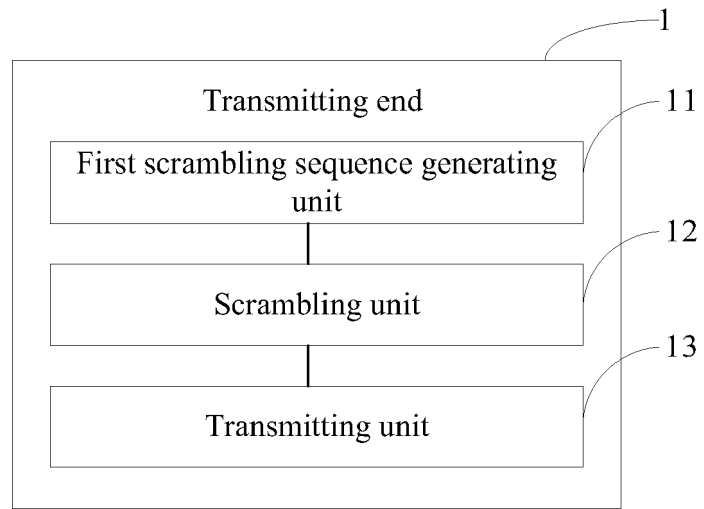 1
Transmitting end
11
First scrambling sequence generating
unit
12
Scrambling unit
13
Transmitting unit